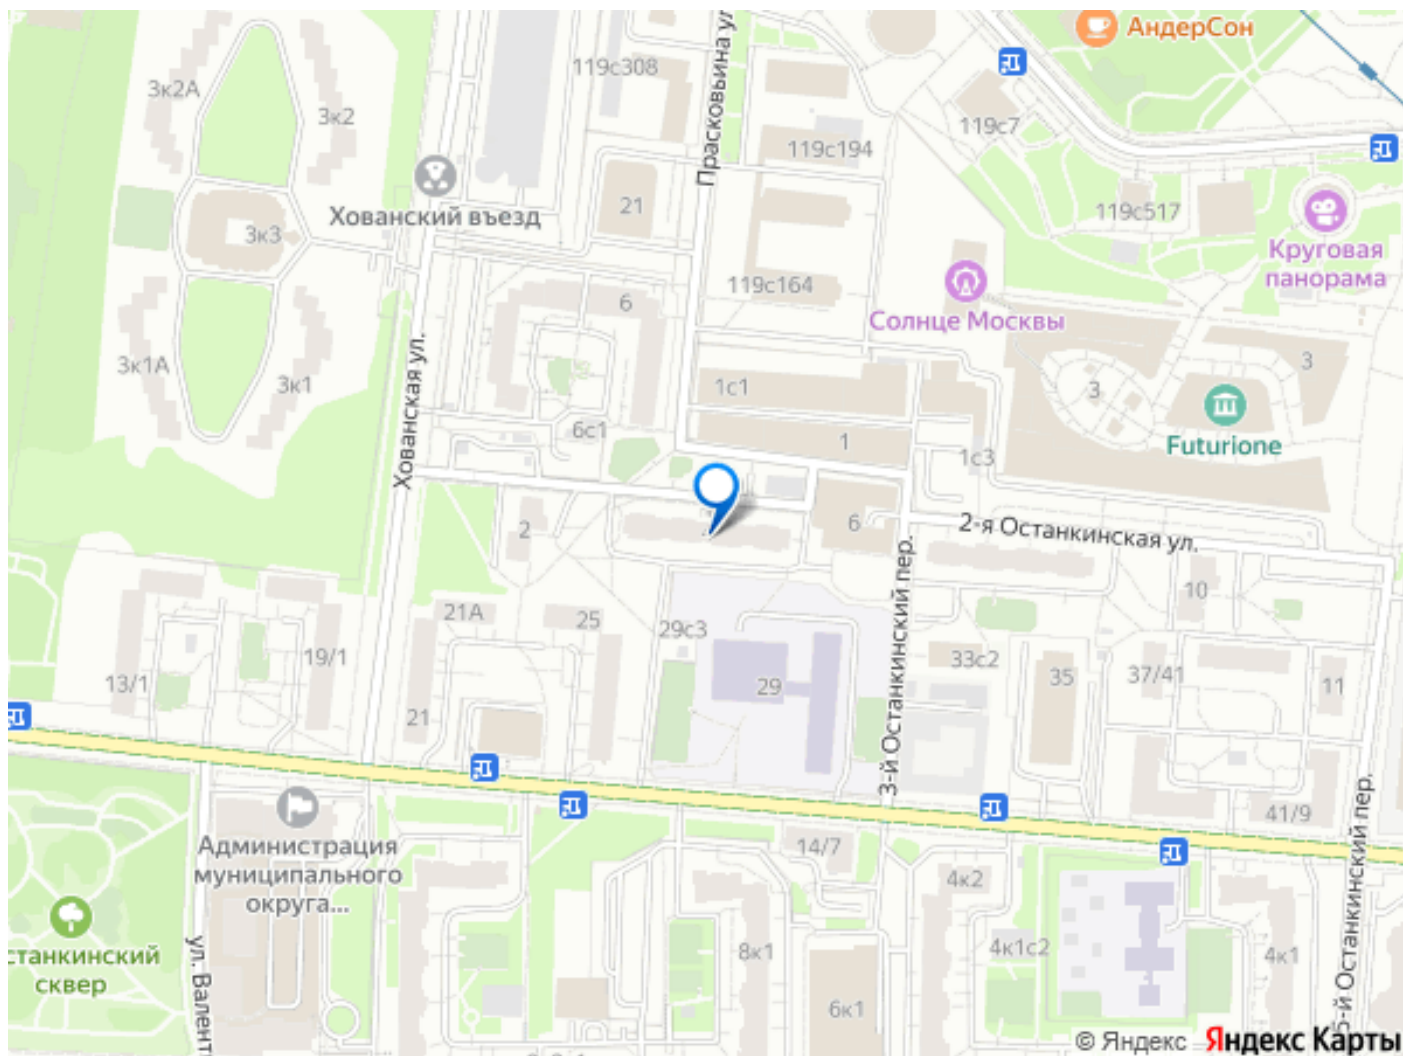 АндерСон
Прасковьина ул
119с308
3к2А
3к2
119с7
119с194
Хованский въезд
21
119с517
3к3
Круговая
панорама
119с164
6
Солнце Москвы
3к1А
3к1
Хованская ул.
1с1
3
3
6с1
1
1с3
Futurione
2
6
2-я Останкинская ул.
10
21А
25
29с3
3-й Останкинский пер.
19/1
33с2
35
37/41
13/1
29
11
21
41/9
Администрация
муниципального
округа...
14/7
4к2
5-й Останкинский пер.
станкинский
сквер
ул. Валент
8к1
4к1с2
4к1
6к1
© Яндекс Яндекс Карты